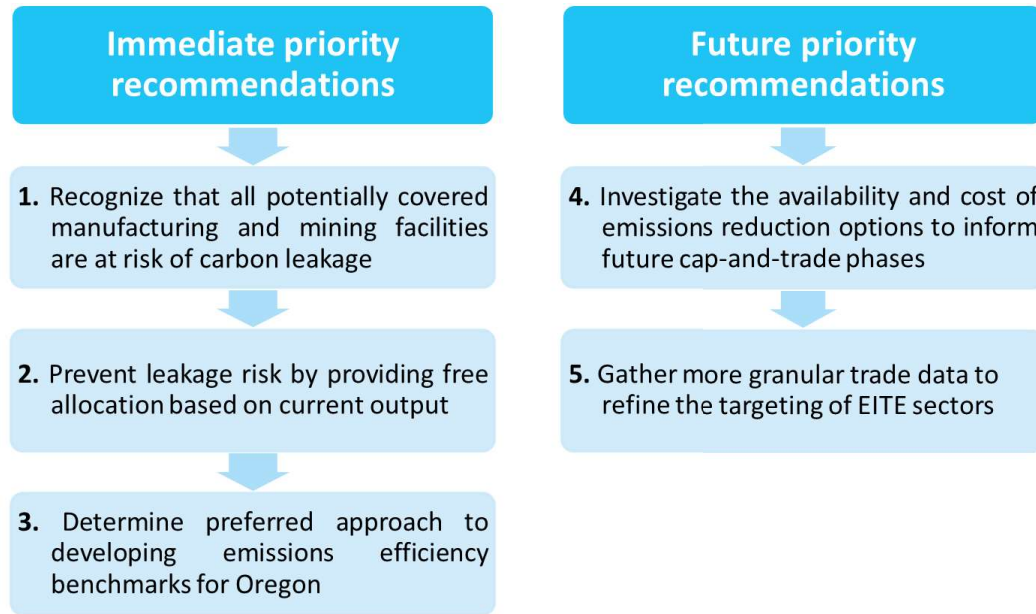 Immediate priority
recommendations
1. Recognize that all potentially covered
manufacturing and mining facilities
are at risk of carbon leakage
2. Prevent leakage risk by providing free
allocation based on current output
3. Determine preferred approach to
developing emissions efficiency
benchmarks for Oregon
Future priority
recommendations
4. Investigate the availability and cost of
emissions reduction options to inform
future cap-and-trade phases
5. Gather more granular trade data to
refine the targeting of EITE sectors